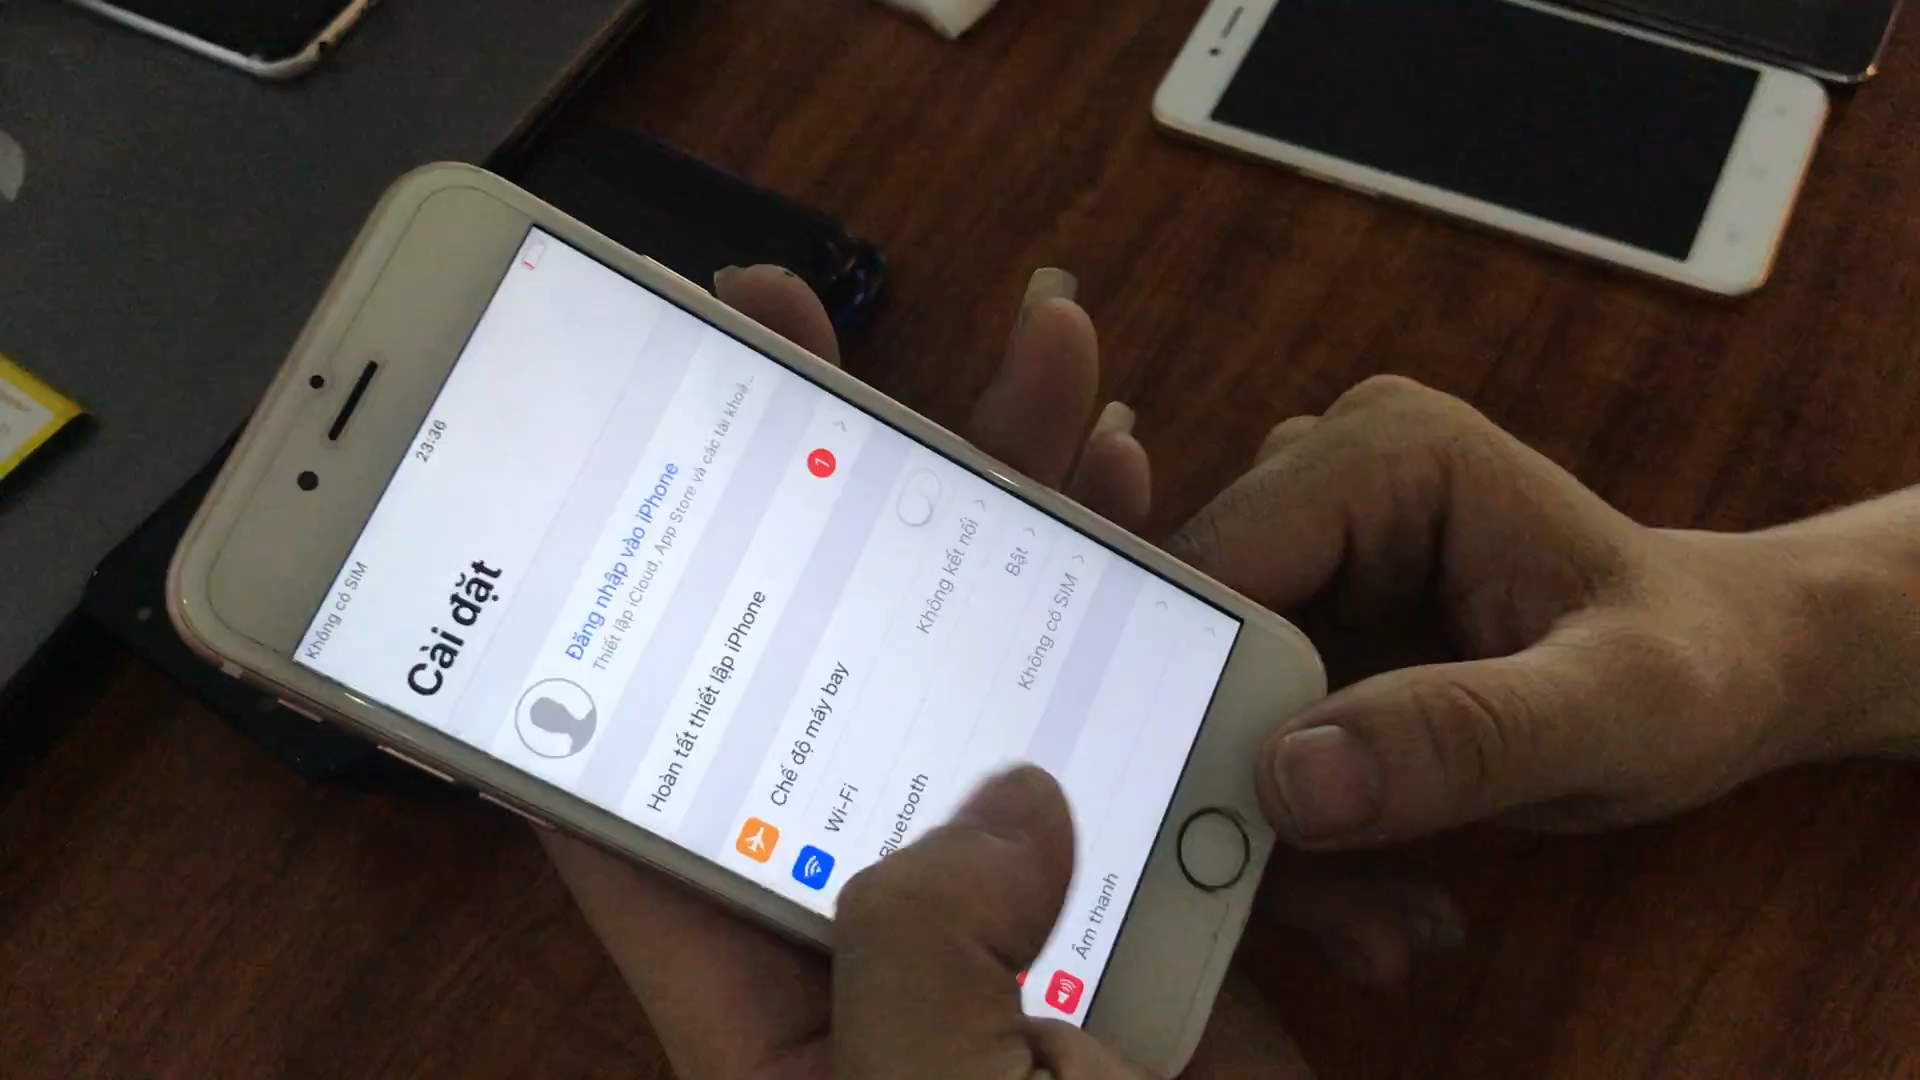 Không có SIM
23:36
Cài đặt
Đăng nhập vào iPhone
Thiết lập iCloud, App Store và các tài khoả...
Hoàn tất thiết lập iPhone
1
Chế độ máy bay
Wi-Fi
Không kết nối
Bluetooth
Bật
Không có SIM
Âm thanh